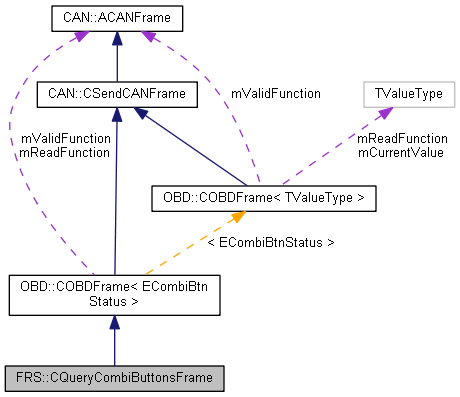 CAN::ACANFrame
mValidFunction
CAN::CSendCANFrame
TValueType
mValidFunction
mReadFunction
mReadFunction
mCurrentValue
OBD::COBDFrame< TValueType >
< ECombiBtnStatus >
OBD::COBDFrame< ECombiBtn
Status >
FRS::CQueryCombiButtonsFrame